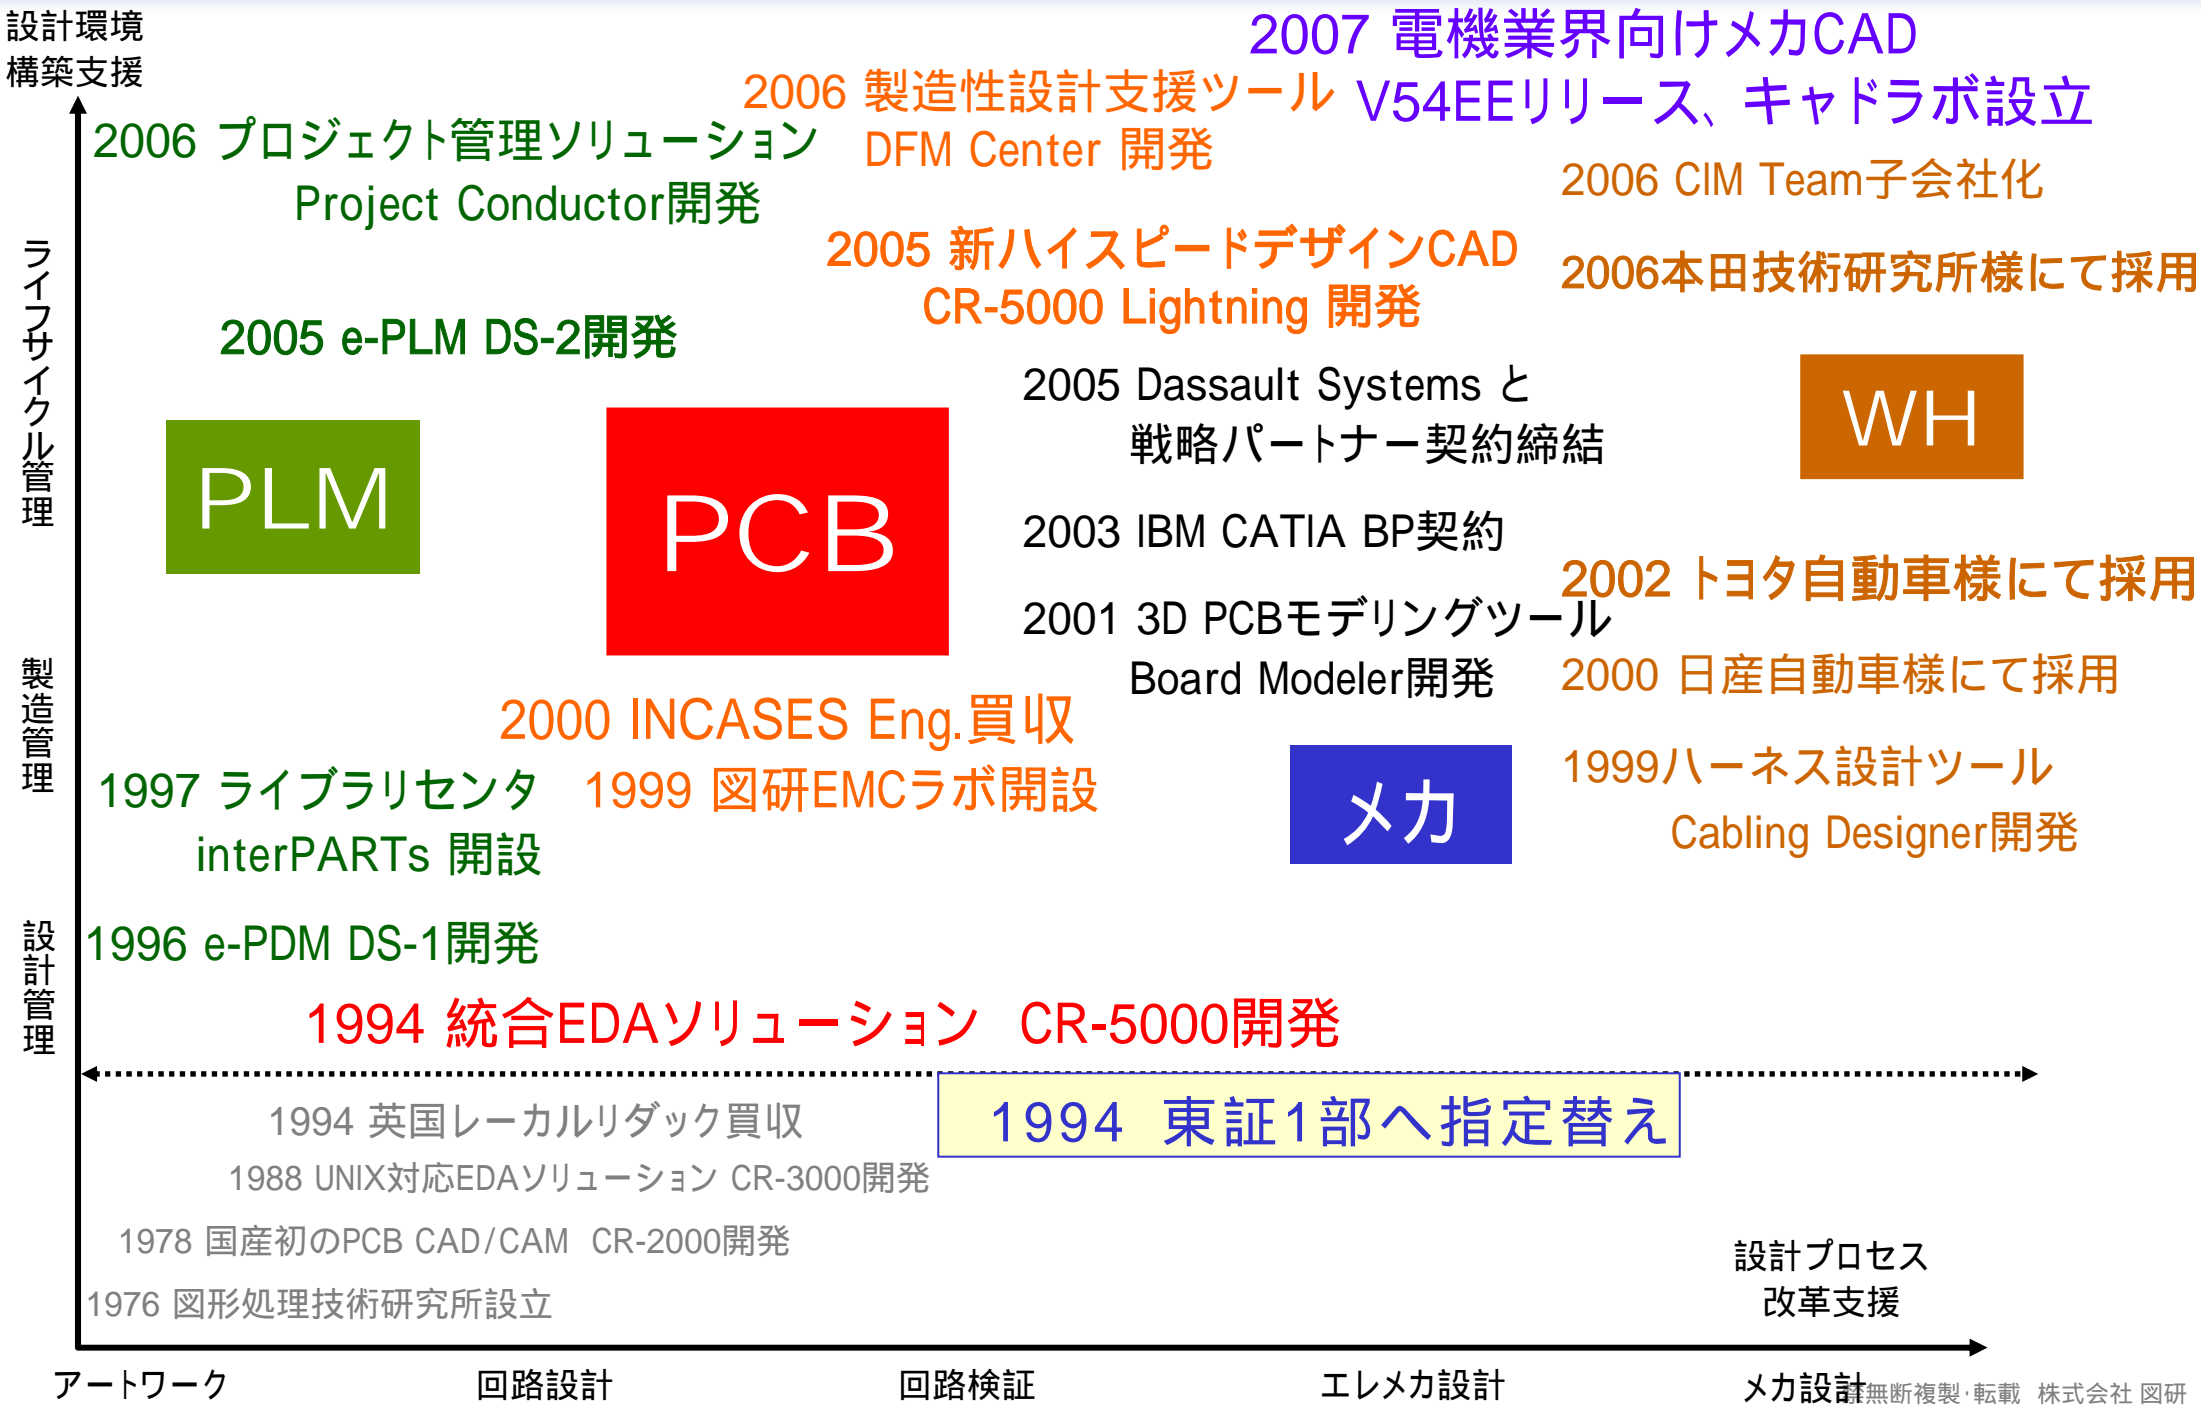 設計環境
構築支援
2007 電機業界向けメカCAD
V54EEリリース、キャドラボ設立
2006 製造性設計支援ツール
DFM Center 開発
2006 プロジェクト管理ソリューション
Project Conductor開発
2006 CIM Team子会社化
2005 新ハイスピードデザインCAD
CR-5000 Lightning 開発
2006本田技術研究所様にて採用
ライフサイクル管理
2005 e-PLM DS-2開発
2005 Dassault Systems と
戦略パートナー契約締結
WH
PLM
PCB
2003 IBM CATIA BP契約
2002 トヨタ自動車様にて採用
2001 3D PCBモデリングツール
Board Modeler開発
2000 日産自動車様にて採用
製造管理
2000 INCASES Eng.買収
1999 図研EMCラボ開設
1997 ライブラリセンタ
interPARTs 開設
メカ
1999ハーネス設計ツール
Cabling Designer開発
設計管理
1996 e-PDM DS-1開発
1994 統合EDAソリューション CR-5000開発
1994 英国レーカルリダック買収
1994 東証1部へ指定替え
1988 UNIX対応EDAソリューション CR-3000開発
1978 国産初のPCB CAD/CAM CR-2000開発
1976 図形処理技術研究所設立
設計プロセス
改革支援
アートワーク 回路設計 回路検証 エレメカ設計 メカ設計
禁無断複製・転載 株式会社 図研